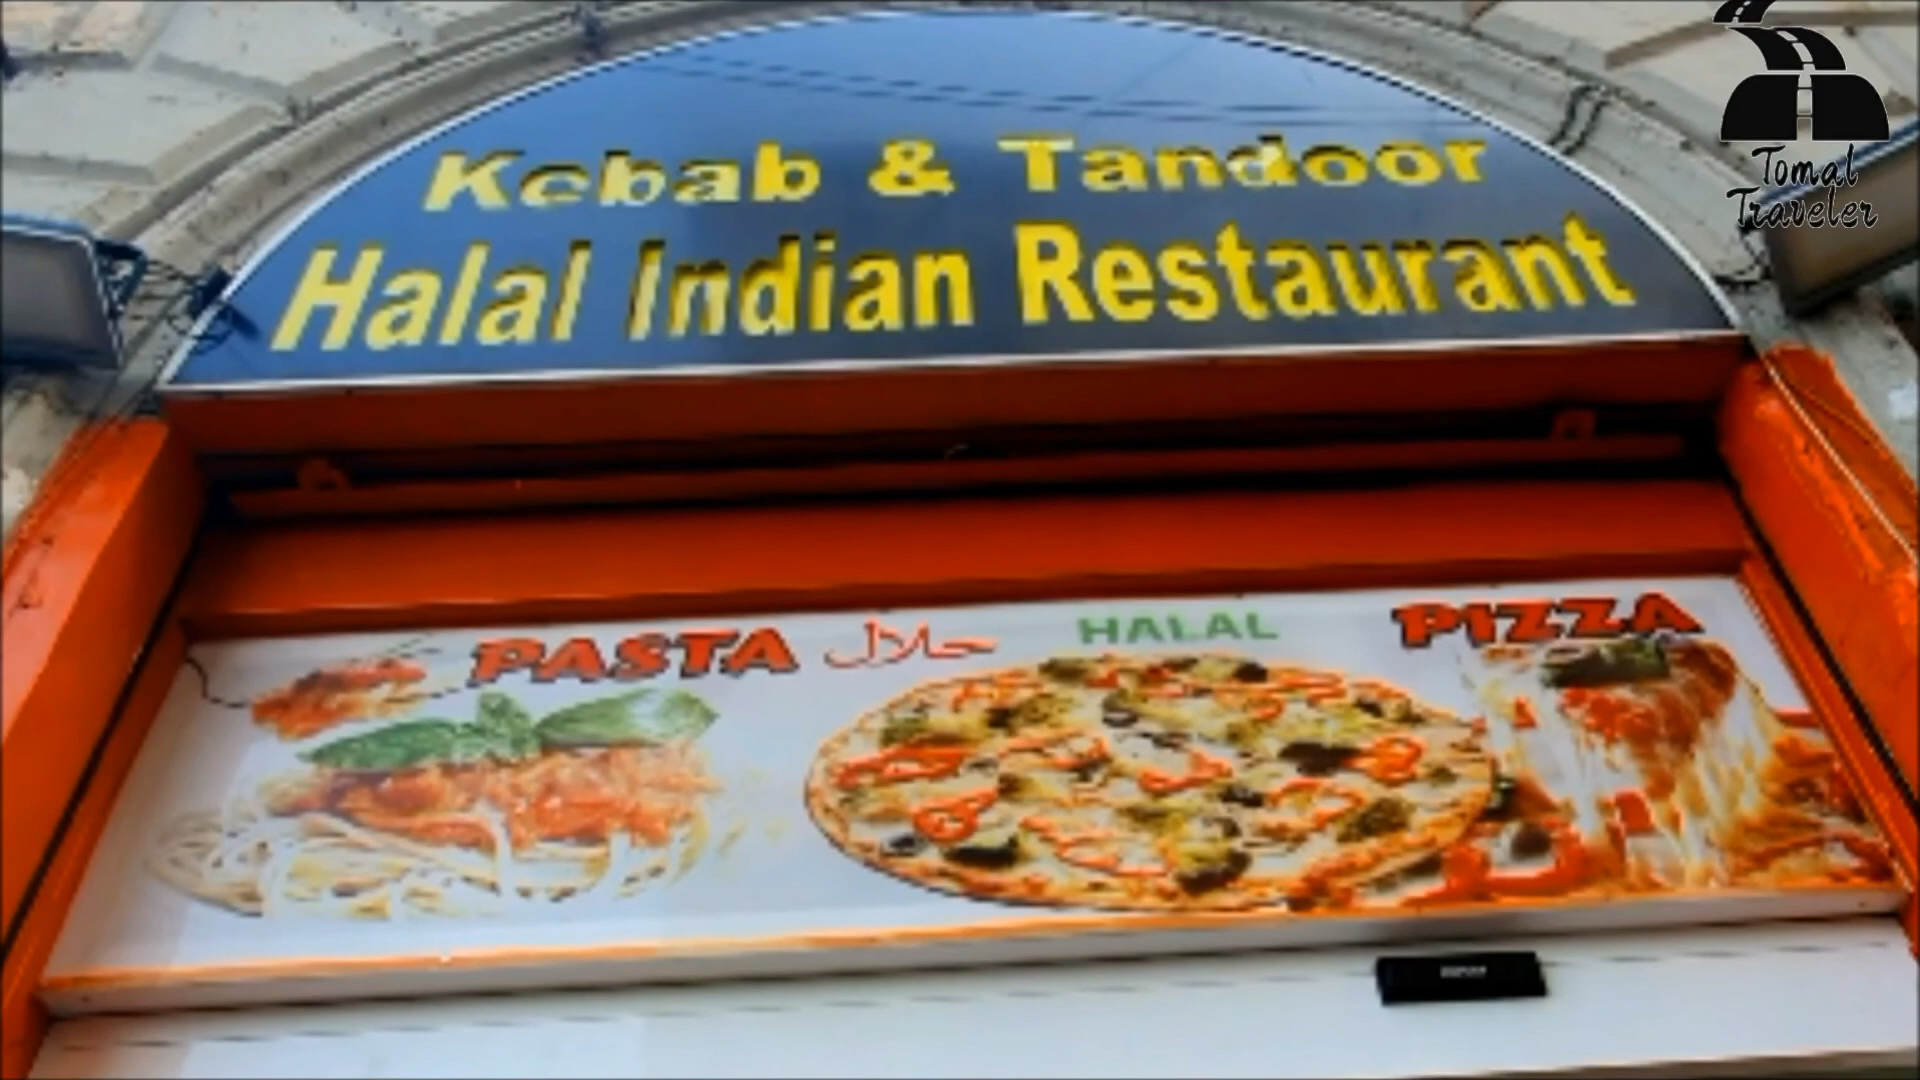 Kebab & Tandoor
Halal Indian Restaurant
PASTA حلال HALAL PIZZA
Tomal
Traveler